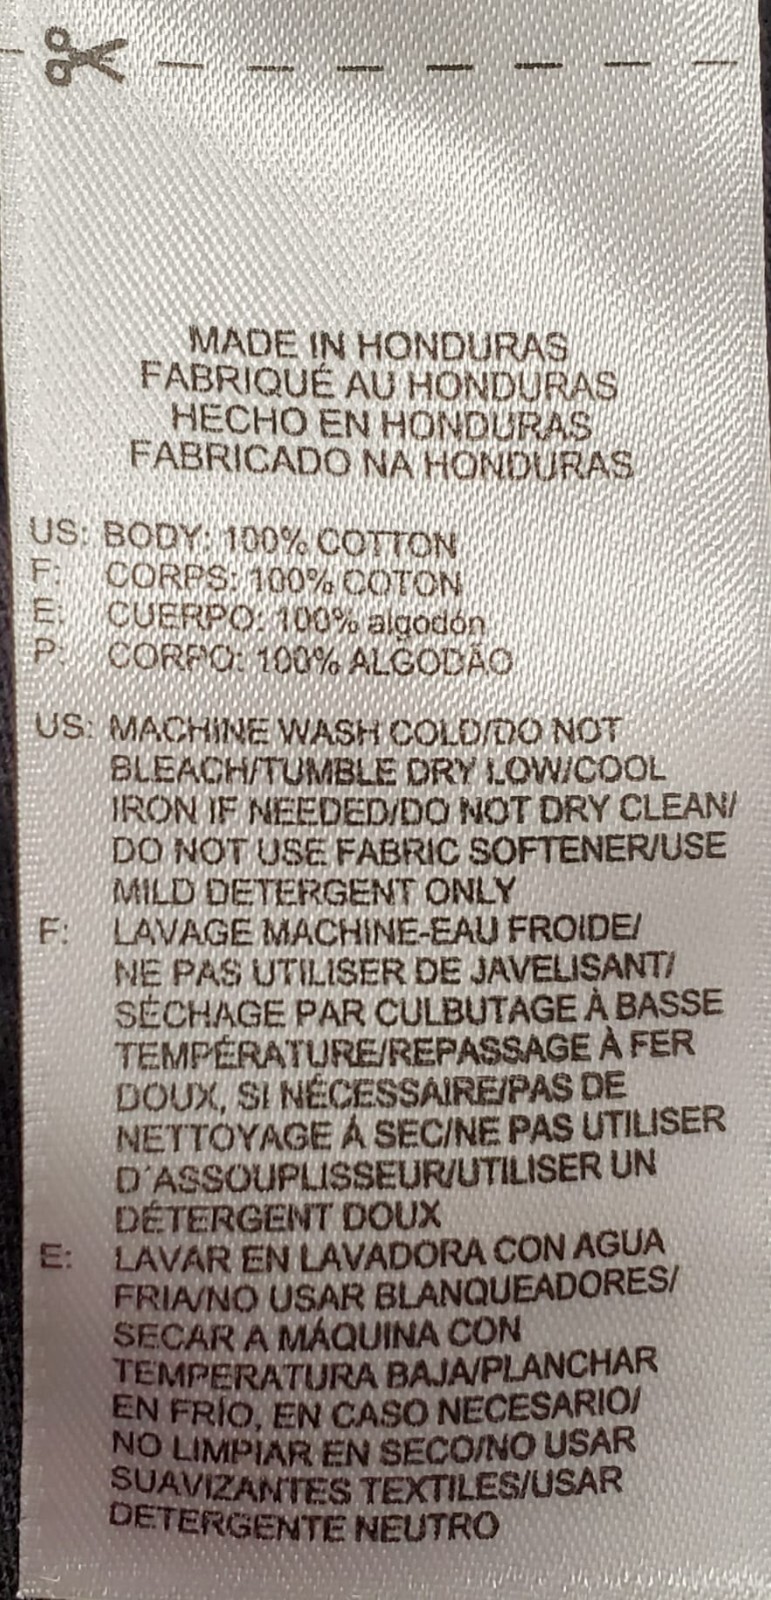 MADE IN HONDURAS
FABRIQUÉ AU HONDURAS
HECHO EN HONDURAS
FABRICADO NA HONDURAS
US: BODY: 100% COTTON
F: CORPS: 100% COTON
E: CUERPO: 100% algodón
P: CORPO: 100% ALGODÃO
US: MACHINE WASH COLD/DO NOT
BLEACH/TUMBLE DRY LOW/COOL
IRON IF NEEDED/DO NOT DRY CLEAN/
DO NOT USE FABRIC SOFTENER/USE
MILD DETERGENT ONLY
F: LAVAGE MACHINE-EAU FROIDE/
NE PAS UTILISER DE JAVELISANT/
SÉCHAGE PAR CULBUTAGE À BASSE
TEMPÉRATURE/REPASSAGE À FER
DOUX, SI NÉCESSAIRE/PAS DE
NETTOYAGE À SEC/NE PAS UTILISER
D´ASSOUPLISSEUR/UTILISER UN
DÉTERGENT DOUX
E: LAVAR EN LAVADORA CON AGUA
FRIA/NO USAR BLANQUEADORES/
SECAR A MÁQUINA CON
TEMPERATURA BAJA/PLANCHAR
EN FRÍO, EN CASO NECESARIO/
NO LIMPIAR EN SECO/NO USAR
SUAVIZANTES TEXTILES/USAR
DETERGENTE NEUTRO